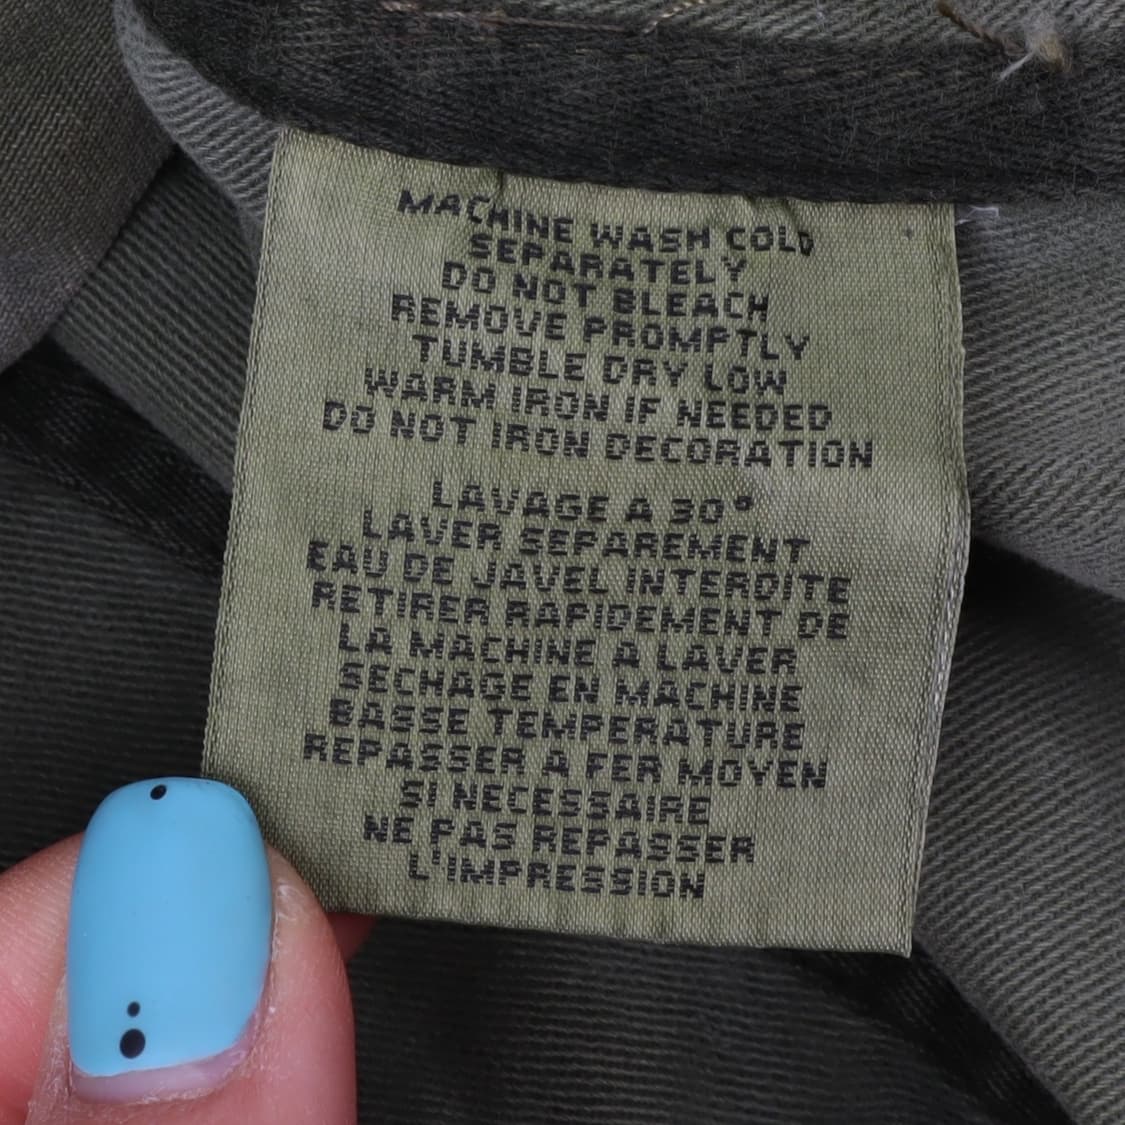 MACHINE WASH COLD
SEPARATELY
DO NOT BLEACH
REMOVE PROMPTLY
TUMBLE DRY LOW
WARM IRON IF NEEDED
DO NOT IRON DECORATION
LAVAGE A 30°
LAVER SEPAREMENT
EAU DE JAVEL INTERDITE
RETIRER RAPIDEMENT DE
LA MACHINE A LAVER
SECHAGE EN MACHINE
BASSE TEMPERATURE
REPASSER A FER MOYEN
SI NECESSAIRE
NE PAS REPASSER
L'IMPRESSION